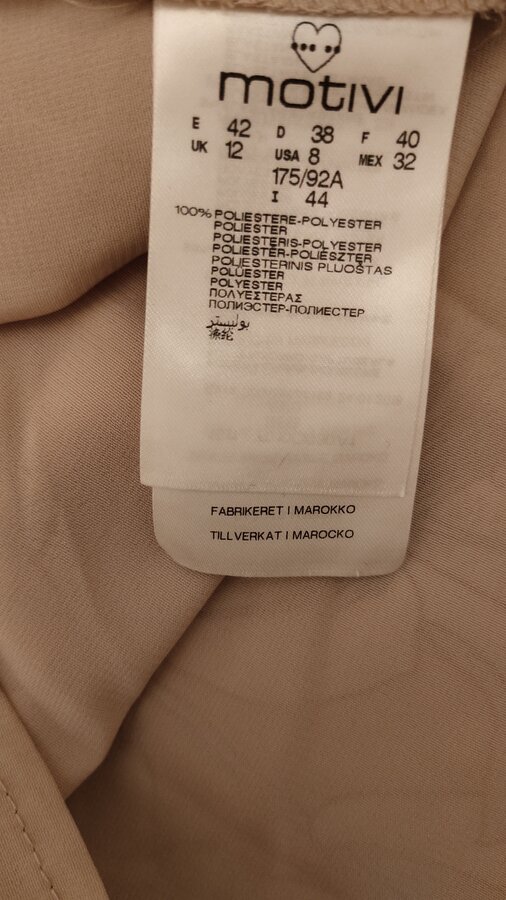 motivi
E 42 D 38 F 40
UK 12 USA 8 MEX 32
175/92A
I 44
100% POLIESTERE-POLYESTER
POLIESTER
POLIESTERIS-POLYESTER
POLIESTER-POLIÉSZTER
POLIESTERINIS PLUOŠTAS
POLÜESTER
POLYESTER
ΠΟΛΥΕΣΤΕΡΑΣ
ПОЛИЭСТЕР-ПОЛИЕСТЕР
بوليستر
FABRIKERET I MAROKKO
TILLVERKAT I MAROCKO